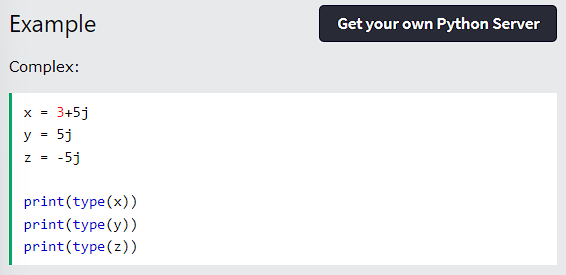 Example
Get your own Python Server
Complex:
x = 3+5j
y = 5j
z = -5j
print(type(x))
print(type(y))
print(type(z))